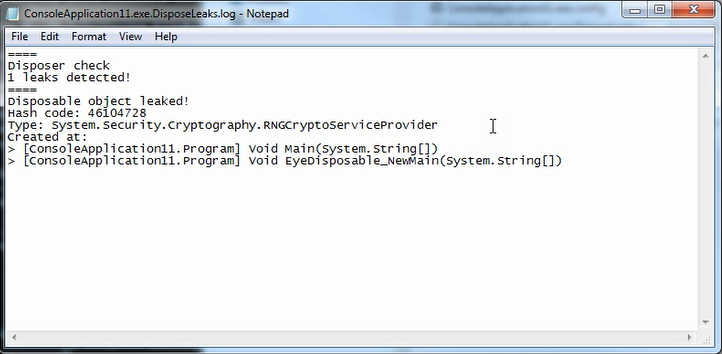 ConsoleApplication11.exe.DisposeLeaks.log - Notepad
File Edit Format View Help
====
Disposer check
1 leaks detected!
====
Disposable object leaked!
Hash code: 46104728
Type: System.Security.Cryptography.RNGCryptoServiceProvider
Created at:
> [ConsoleApplication11.Program] Void Main(System.String[])
> [ConsoleApplication11.Program] Void EyeDisposable_NewMain(System.String[])